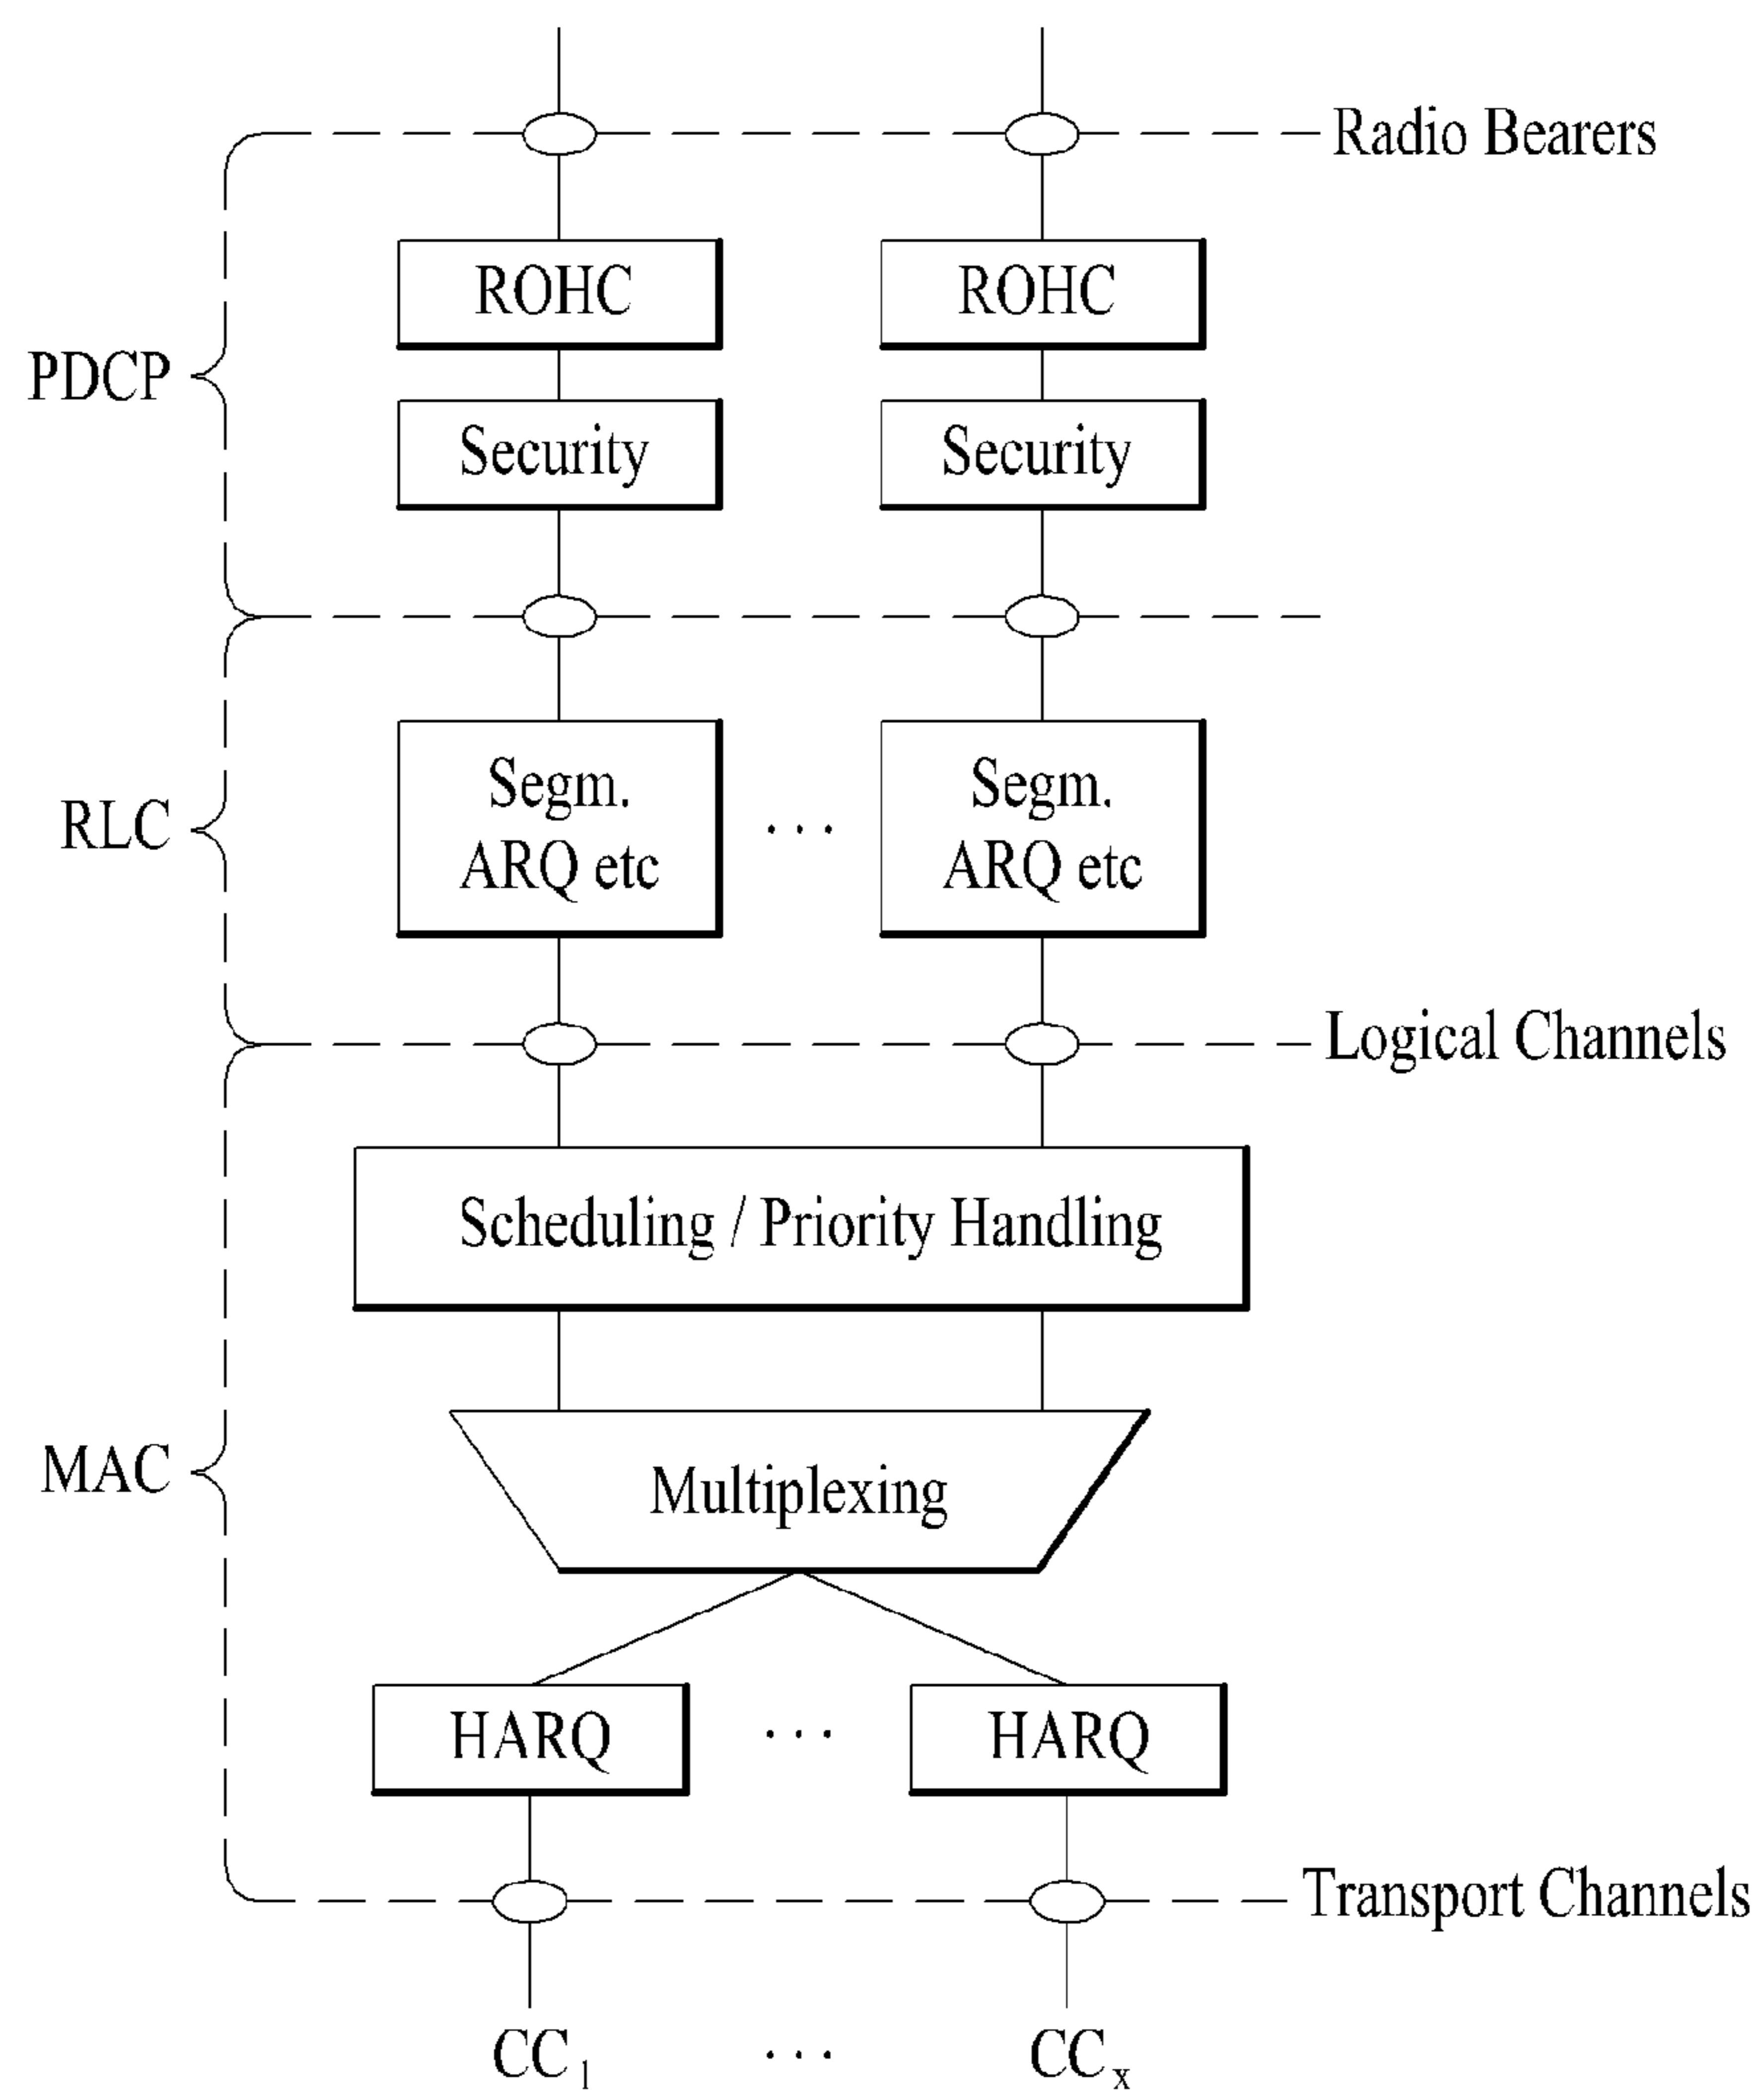 Radio Bearers
ROHC
ROHC
PDCP
Security
Security
Segm.
ARQ etc
RLC
...
Segm.
ARQ etc
Logical Channels
Scheduling / Priority Handling
MAC
Multiplexing
HARQ
...
HARQ
Transport Channels
CC1
...
CCx